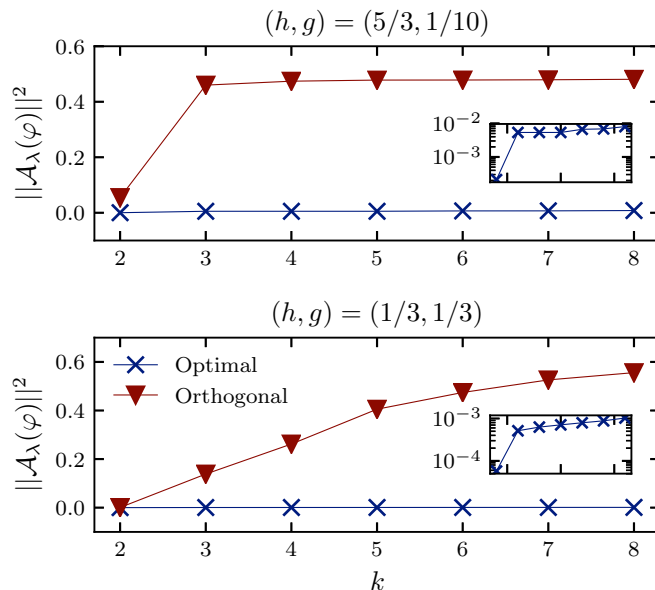 (h, g) = (5/3, 1/10)
||𝒜_λ(φ)||²
0.6
0.4
0.2
0.0
10⁻²
10⁻³
2 3 4 5 6 7 8
(h, g) = (1/3, 1/3)
||𝒜_λ(φ)||²
0.6
0.4
0.2
0.0
Optimal
Orthogonal
10⁻³
10⁻⁴
2 3 4 5 6 7 8
k